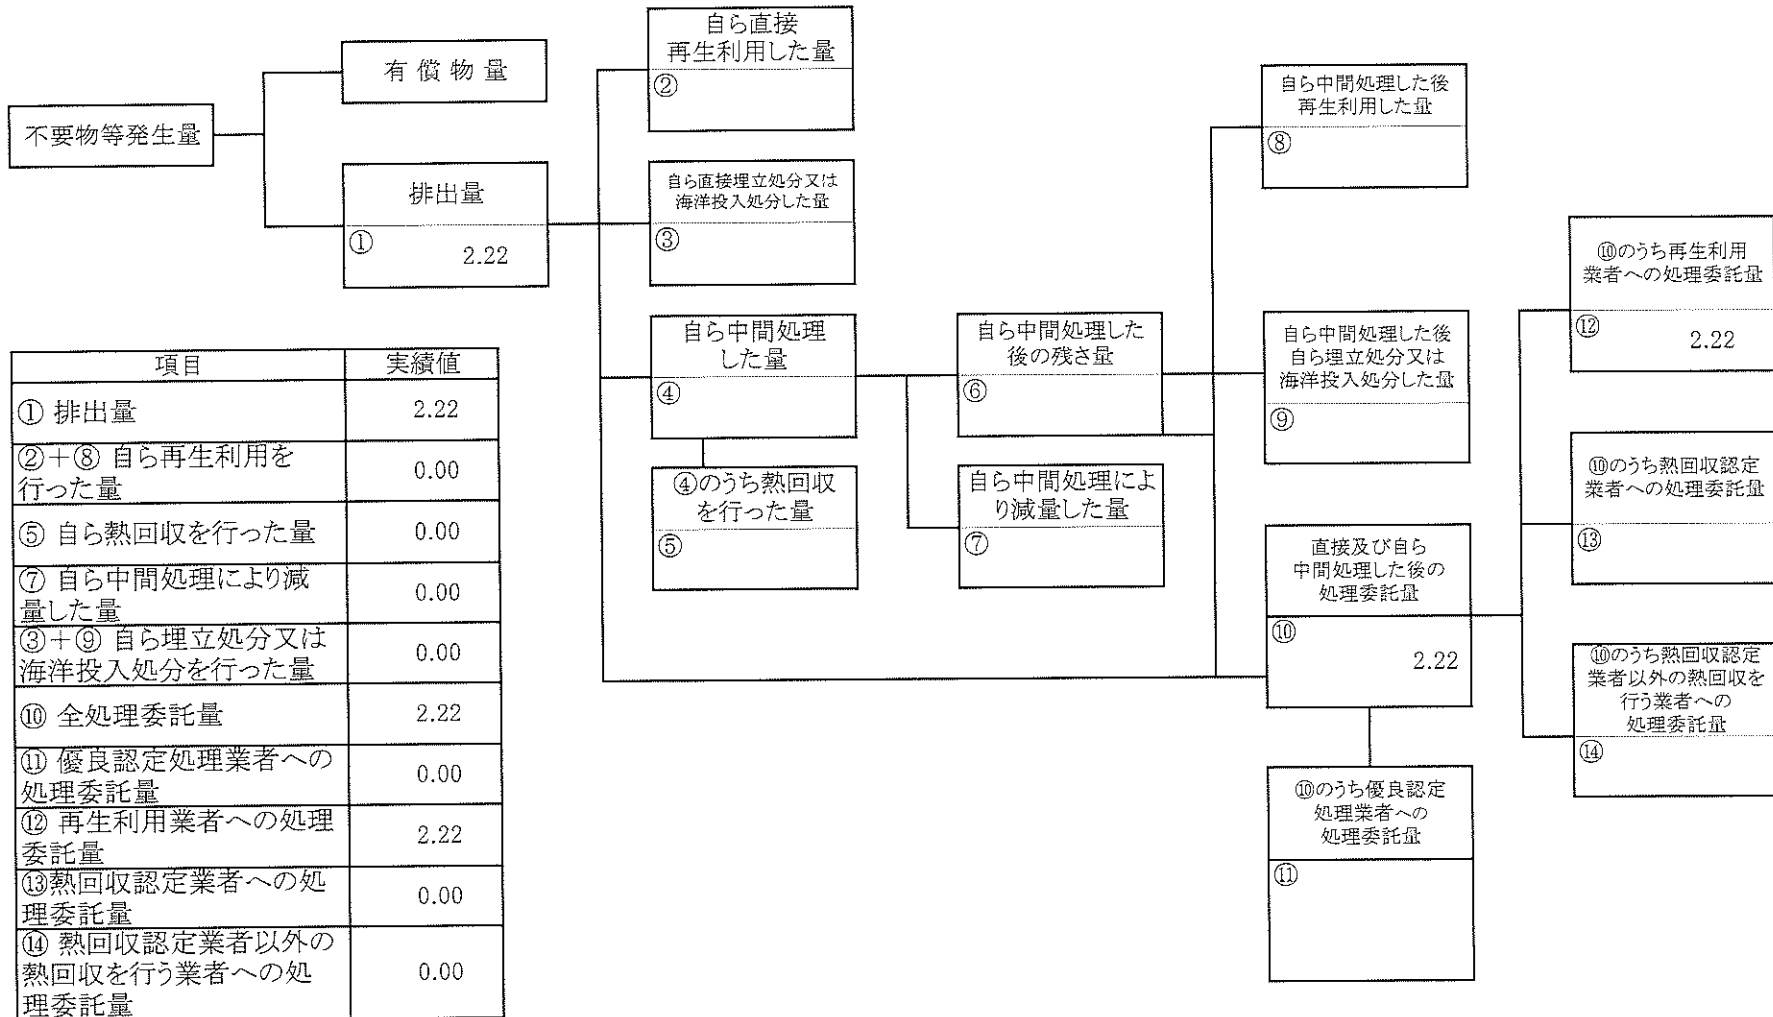 不要物等発生量
有償物量
排出量
①
2.22
自ら直接
再生利用した量
②
自ら直接埋立処分又は
海洋投入処分した量
③
自ら中間処理
した量
④
④のうち熱回収
を行った量
⑤
自ら中間処理した
後の残さ量
⑥
自ら中間処理によ
り減量した量
⑦
自ら中間処理した後
再生利用した量
⑧
自ら中間処理した後
自ら埋立処分又は
海洋投入処分した量
⑨
直接及び自ら
中間処理した後の
処理委託量
⑩
2.22
⑩のうち優良認定
処理業者への
処理委託量
⑪
⑩のうち再生利用
業者への処理委託量
⑫
2.22
⑩のうち熱回収認定
業者への処理委託量
⑬
⑩のうち熱回収認定
業者以外の熱回収を
行う業者への
処理委託量
⑭
項目 実績値
① 排出量 2.22
②+⑧ 自ら再生利用を
行った量 0.00
⑤ 自ら熱回収を行った量 0.00
⑦ 自ら中間処理により減
量した量 0.00
③+⑨ 自ら埋立処分又は
海洋投入処分を行った量 0.00
⑩ 全処理委託量 2.22
⑪ 優良認定処理業者への
処理委託量 0.00
⑫ 再生利用業者への処理
委託量 2.22
⑬熱回収認定業者への処
理委託量 0.00
⑭ 熱回収認定業者以外の
熱回収を行う業者への処
理委託量 0.00